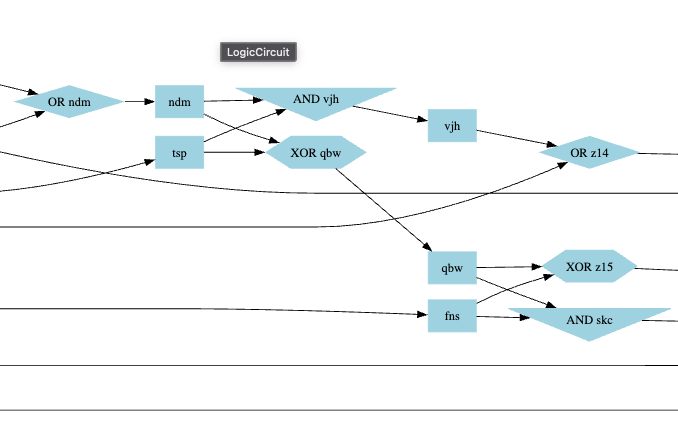 LogicCircuit
OR ndm
ndm
AND vjh
vjh
tsp
XOR qbw
OR z14
qbw
XOR z15
fns
AND skc